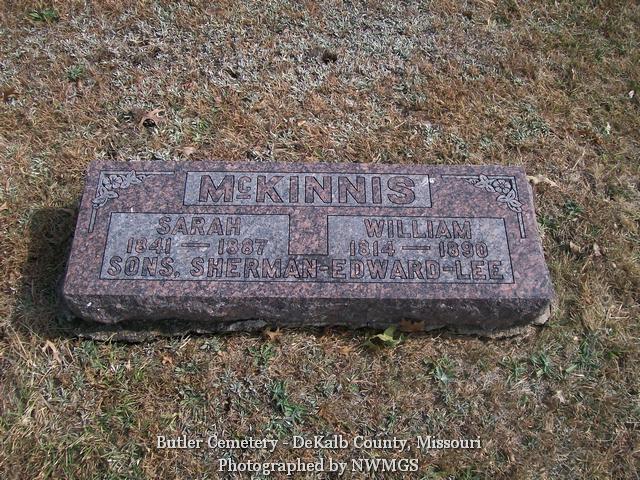 McKINNIS
SARAH
1841 — 1887
WILLIAM
1814 — 1890
SONS, SHERMAN-EDWARD-LEE
Butler Cemetery - DeKalb County, Missouri
Photographed by NWMGS